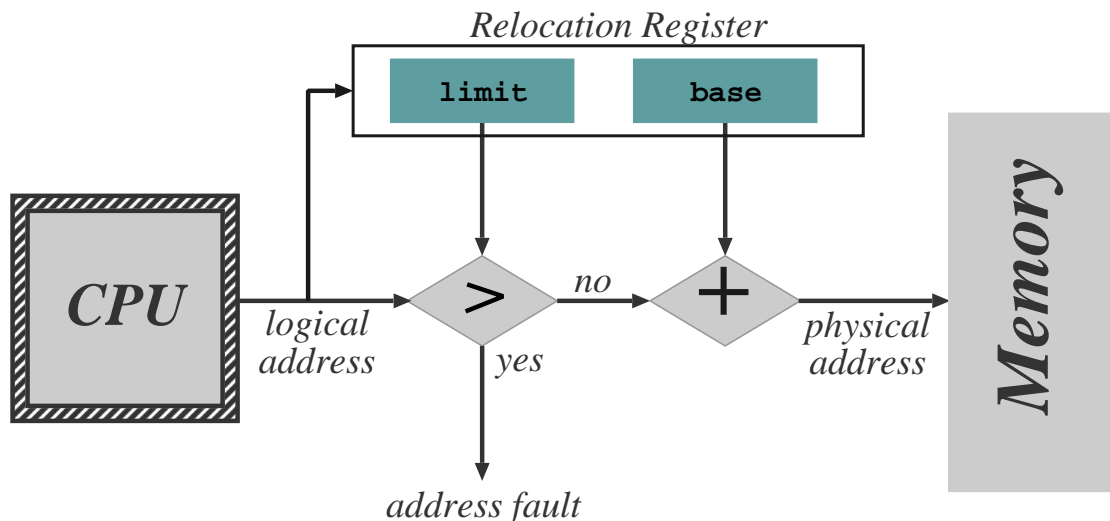 Relocation Register
limit
base
CPU
logical
address
>
no
yes
+
physical
address
Memory
address fault